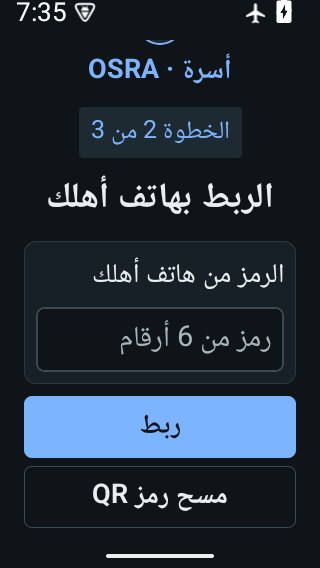 7:35
أسرة · OSRA
الخطوة 2 من 3
الربط بهاتف أهلك
الرمز من هاتف أهلك
رمز من 6 أرقام
ربط
مسح رمز QR